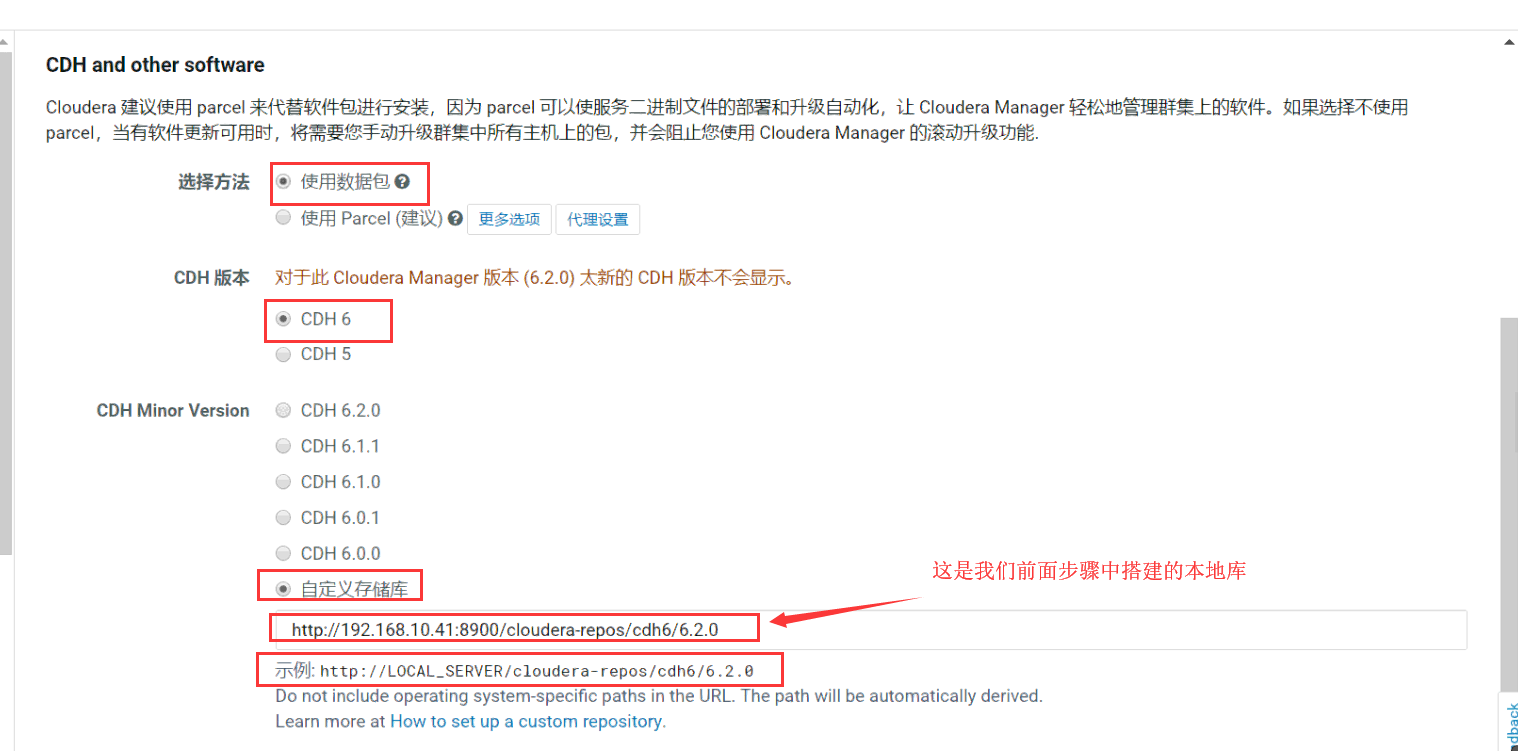 CDH and other software
Cloudera 建议使用 parcel 来代替软件包进行安装，因为 parcel 可以使服务二进制文件的部署和升级自动化，让 Cloudera Manager 轻松地管理群集上的软件。如果选择不使用
parcel，当有软件更新可用时，将需要您手动升级群集中所有主机上的包，并会阻止您使用 Cloudera Manager 的滚动升级功能.
选择方法 使用数据包 ?
使用 Parcel (建议) ? 更多选项 代理设置
CDH 版本 对于此 Cloudera Manager 版本 (6.2.0) 太新的 CDH 版本不会显示。
CDH 6
CDH 5
CDH Minor Version CDH 6.2.0
CDH 6.1.1
CDH 6.1.0
CDH 6.0.1
CDH 6.0.0
这是我们前面步骤中搭建的本地库
自定义存储库
http://192.168.10.41:8900/cloudera-repos/cdh6/6.2.0
示例: http://LOCAL_SERVER/cloudera-repos/cdh6/6.2.0
Do not include operating system-specific paths in the URL. The path will be automatically derived.
Learn more at How to set up a custom repository.